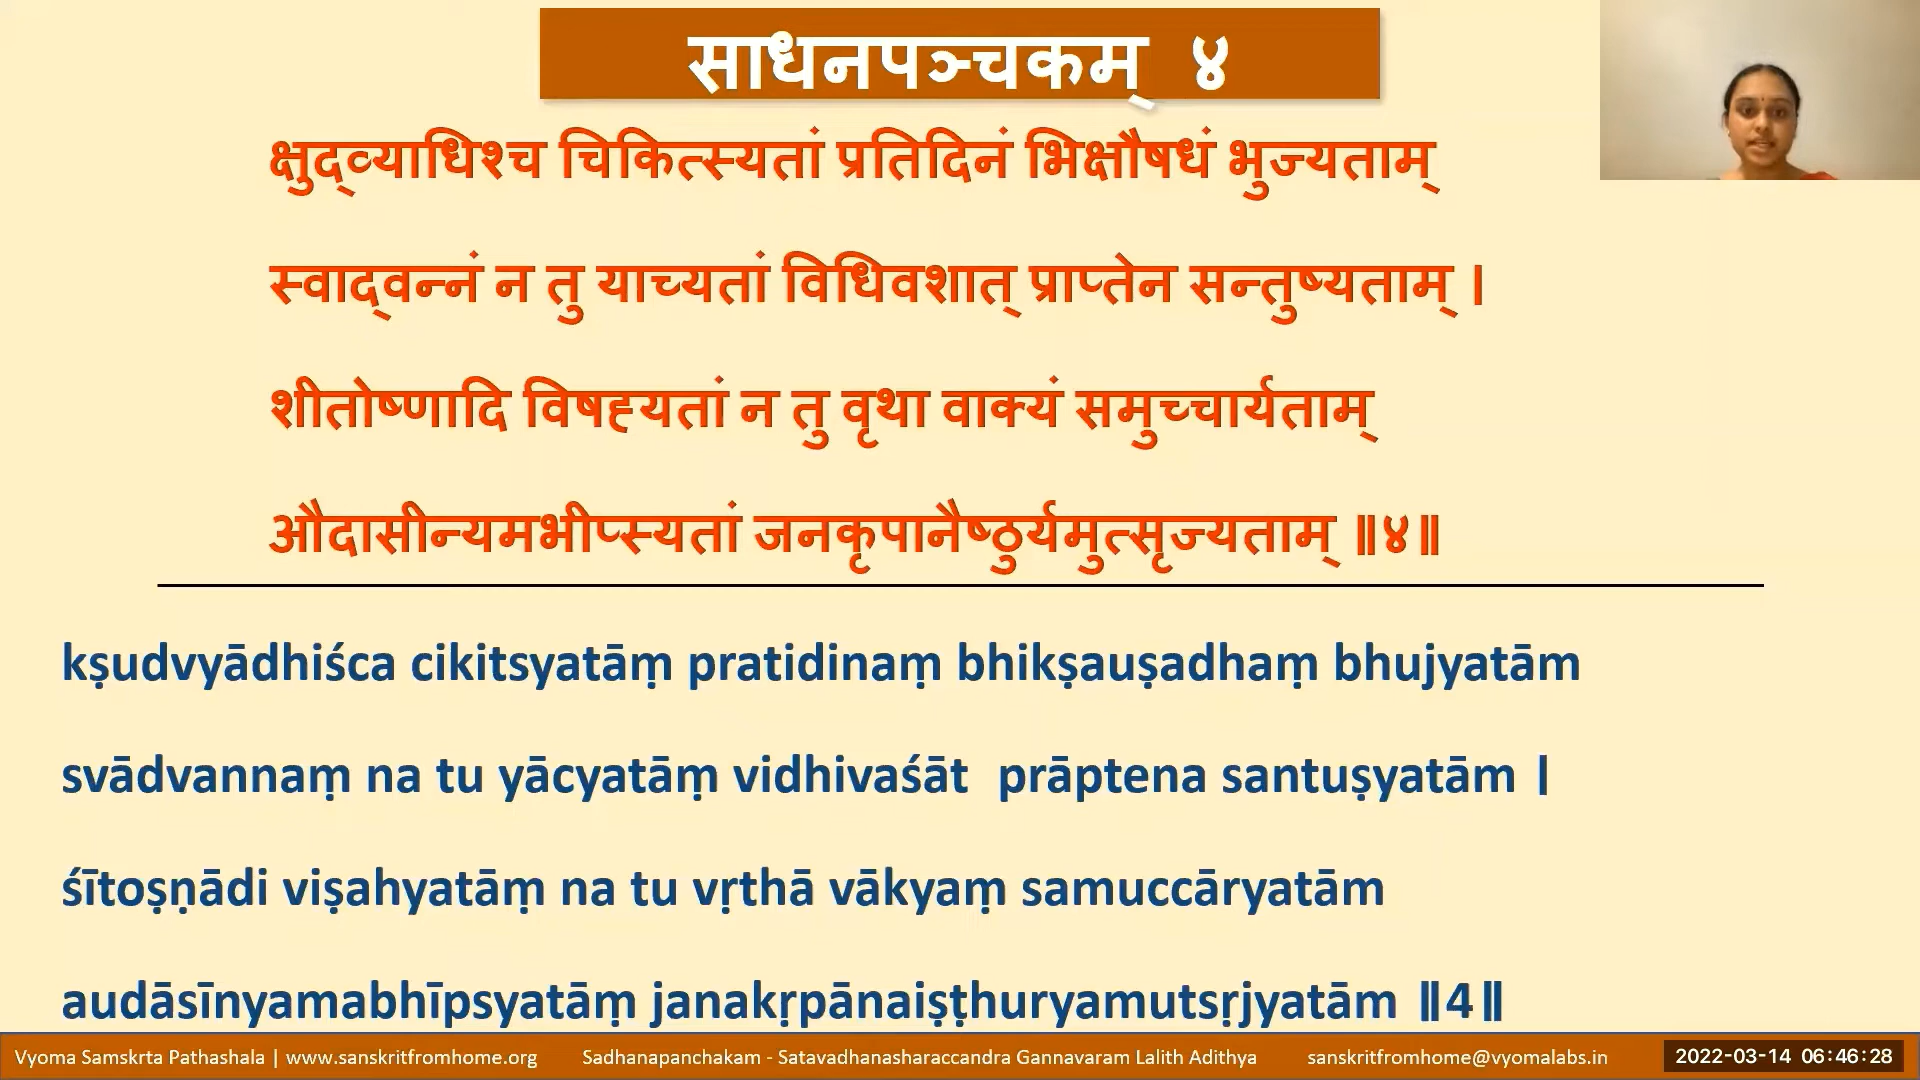 साधनपञ्चकम् ४
क्षुद्व्याधिश्च चिकित्स्यतां प्रतिदिनं भिक्षौषधं भुज्यताम्
स्वाद्वन्नं न तु याच्यतां विधिवशात् प्राप्तेन सन्तुष्यताम् ।
शीतोष्णादि विषह्यतां न तु वृथा वाक्यं समुच्चार्यताम्
औदासीन्यमभीप्स्यतां जनकृपानैष्ठुर्यमुत्सृज्यताम् ॥४॥
kṣudvyādhiśca cikitsyatāṃ pratidinaṃ bhikṣauṣadhaṃ bhujyatām
svādvannaṃ na tu yācyatāṃ vidhivaśāt prāptena santuṣyatām ।
śītoṣṇādi viṣahyatāṃ na tu vṛthā vākyaṃ samuccāryatām
audāsīnyamabhīpsyatāṃ janakṛpānaiṣṭhuryamutsṛjyatām ॥4॥
Vyoma Samskrta Pathashala | www.sanskritfromhome.org Sadhanapanchakam - Satavadhanasharaccandra Gannavaram Lalith Adithya sanskritfromhome@vyomalabs.in 2022-03-14 06:46:28